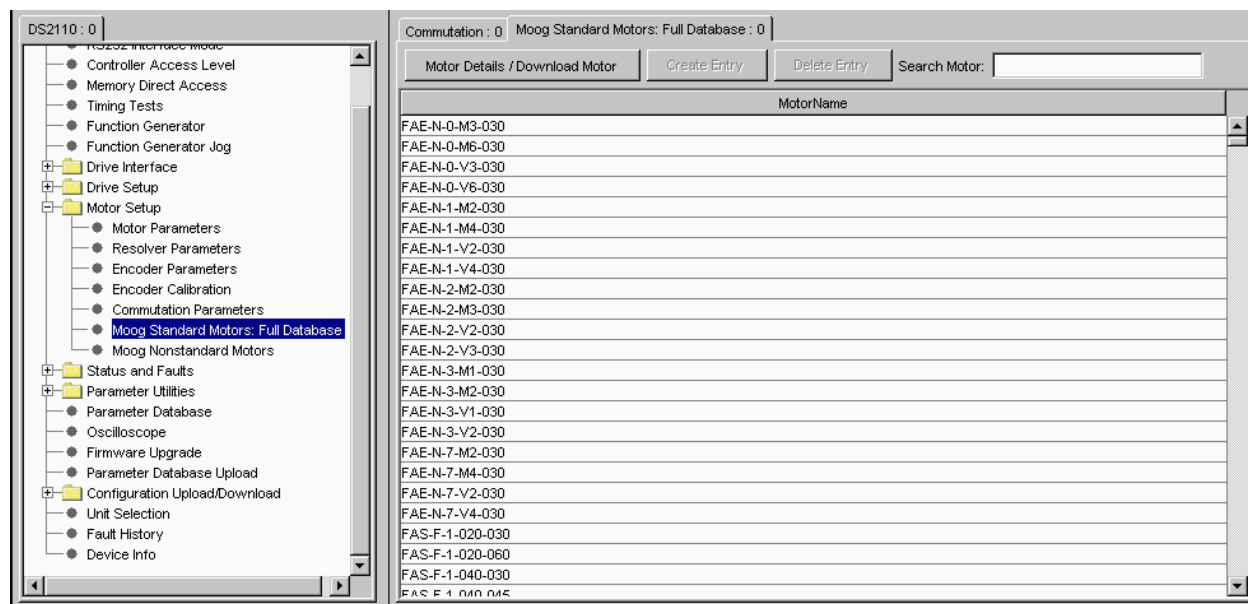 DS2110 : 0
RS232 Interface Mode
Controller Access Level
Memory Direct Access
Timing Tests
Function Generator
Function Generator Jog
Drive Interface
Drive Setup
Motor Setup
Motor Parameters
Resolver Parameters
Encoder Parameters
Encoder Calibration
Commutation Parameters
Moog Standard Motors: Full Database
Moog Nonstandard Motors
Status and Faults
Parameter Utilities
Parameter Database
Oscilloscope
Firmware Upgrade
Parameter Database Upload
Configuration Upload/Download
Unit Selection
Fault History
Device Info
Commutation : 0 Moog Standard Motors: Full Database : 0
Motor Details / Download Motor Create Entry Delete Entry Search Motor:
MotorName
FAE-N-0-M3-030
FAE-N-0-M6-030
FAE-N-0-V3-030
FAE-N-0-V6-030
FAE-N-1-M2-030
FAE-N-1-M4-030
FAE-N-1-V2-030
FAE-N-1-V4-030
FAE-N-2-M2-030
FAE-N-2-M3-030
FAE-N-2-V2-030
FAE-N-2-V3-030
FAE-N-3-M1-030
FAE-N-3-M2-030
FAE-N-3-V1-030
FAE-N-3-V2-030
FAE-N-7-M2-030
FAE-N-7-M4-030
FAE-N-7-V2-030
FAE-N-7-V4-030
FAS-F-1-020-030
FAS-F-1-020-060
FAS-F-1-040-030
FAS-F-1-040-045